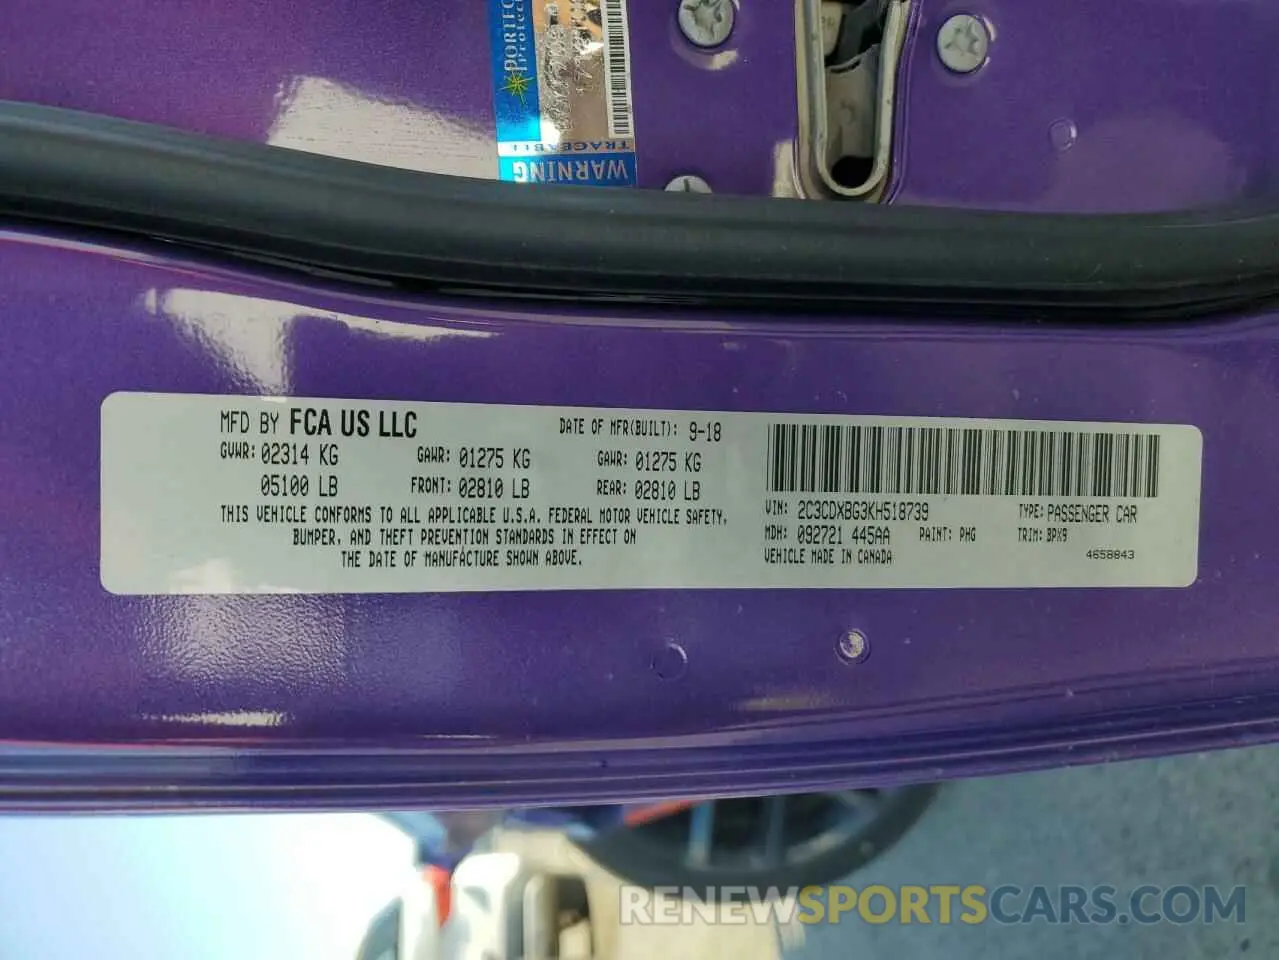 WARNING
TRACEABLE
MFD BY FCA US LLC
DATE OF MFR(BUILT): 9-18
GVWR: 02314 KG GAWR: 01275 KG GAWR: 01275 KG
05100 LB FRONT: 02810 LB REAR: 02810 LB
THIS VEHICLE CONFORMS TO ALL APPLICABLE U.S.A. FEDERAL MOTOR VEHICLE SAFETY,
BUMPER, AND THEFT PREVENTION STANDARDS IN EFFECT ON
THE DATE OF MANUFACTURE SHOWN ABOVE.
VIN: 2C3CDXBG3KH518739 TYPE: PASSENGER CAR
MDH: 092721 445AA PAINT: PHG TRIM: BPX9
VEHICLE MADE IN CANADA 4658843
RENEWSPORTSCARS.COM